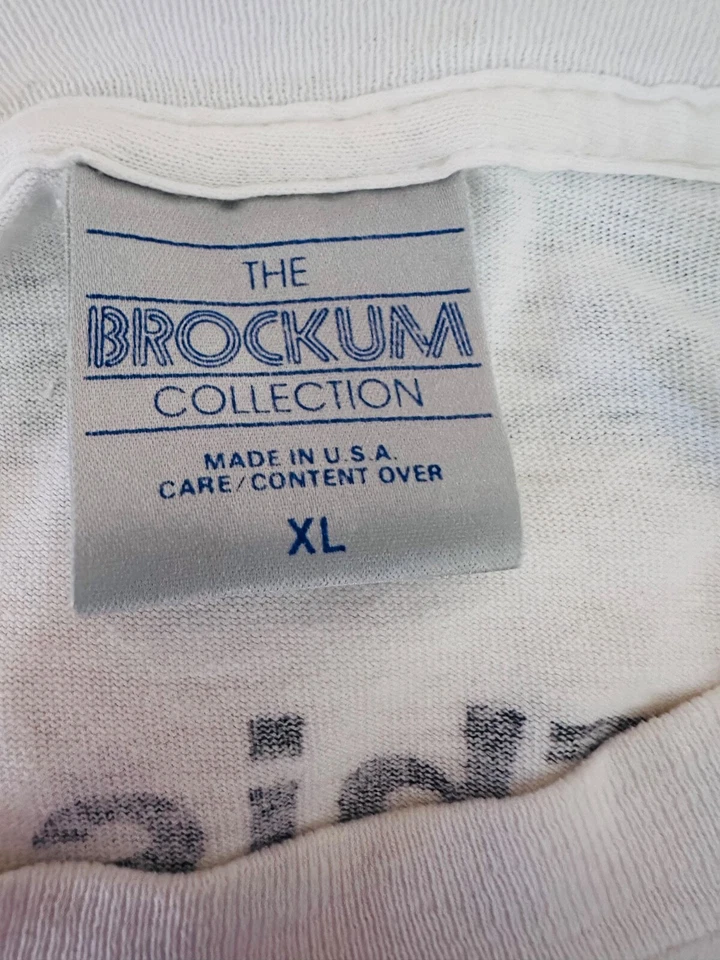 THE
BROCKUM
COLLECTION
MADE IN U.S.A.
CARE/CONTENT OVER
XL